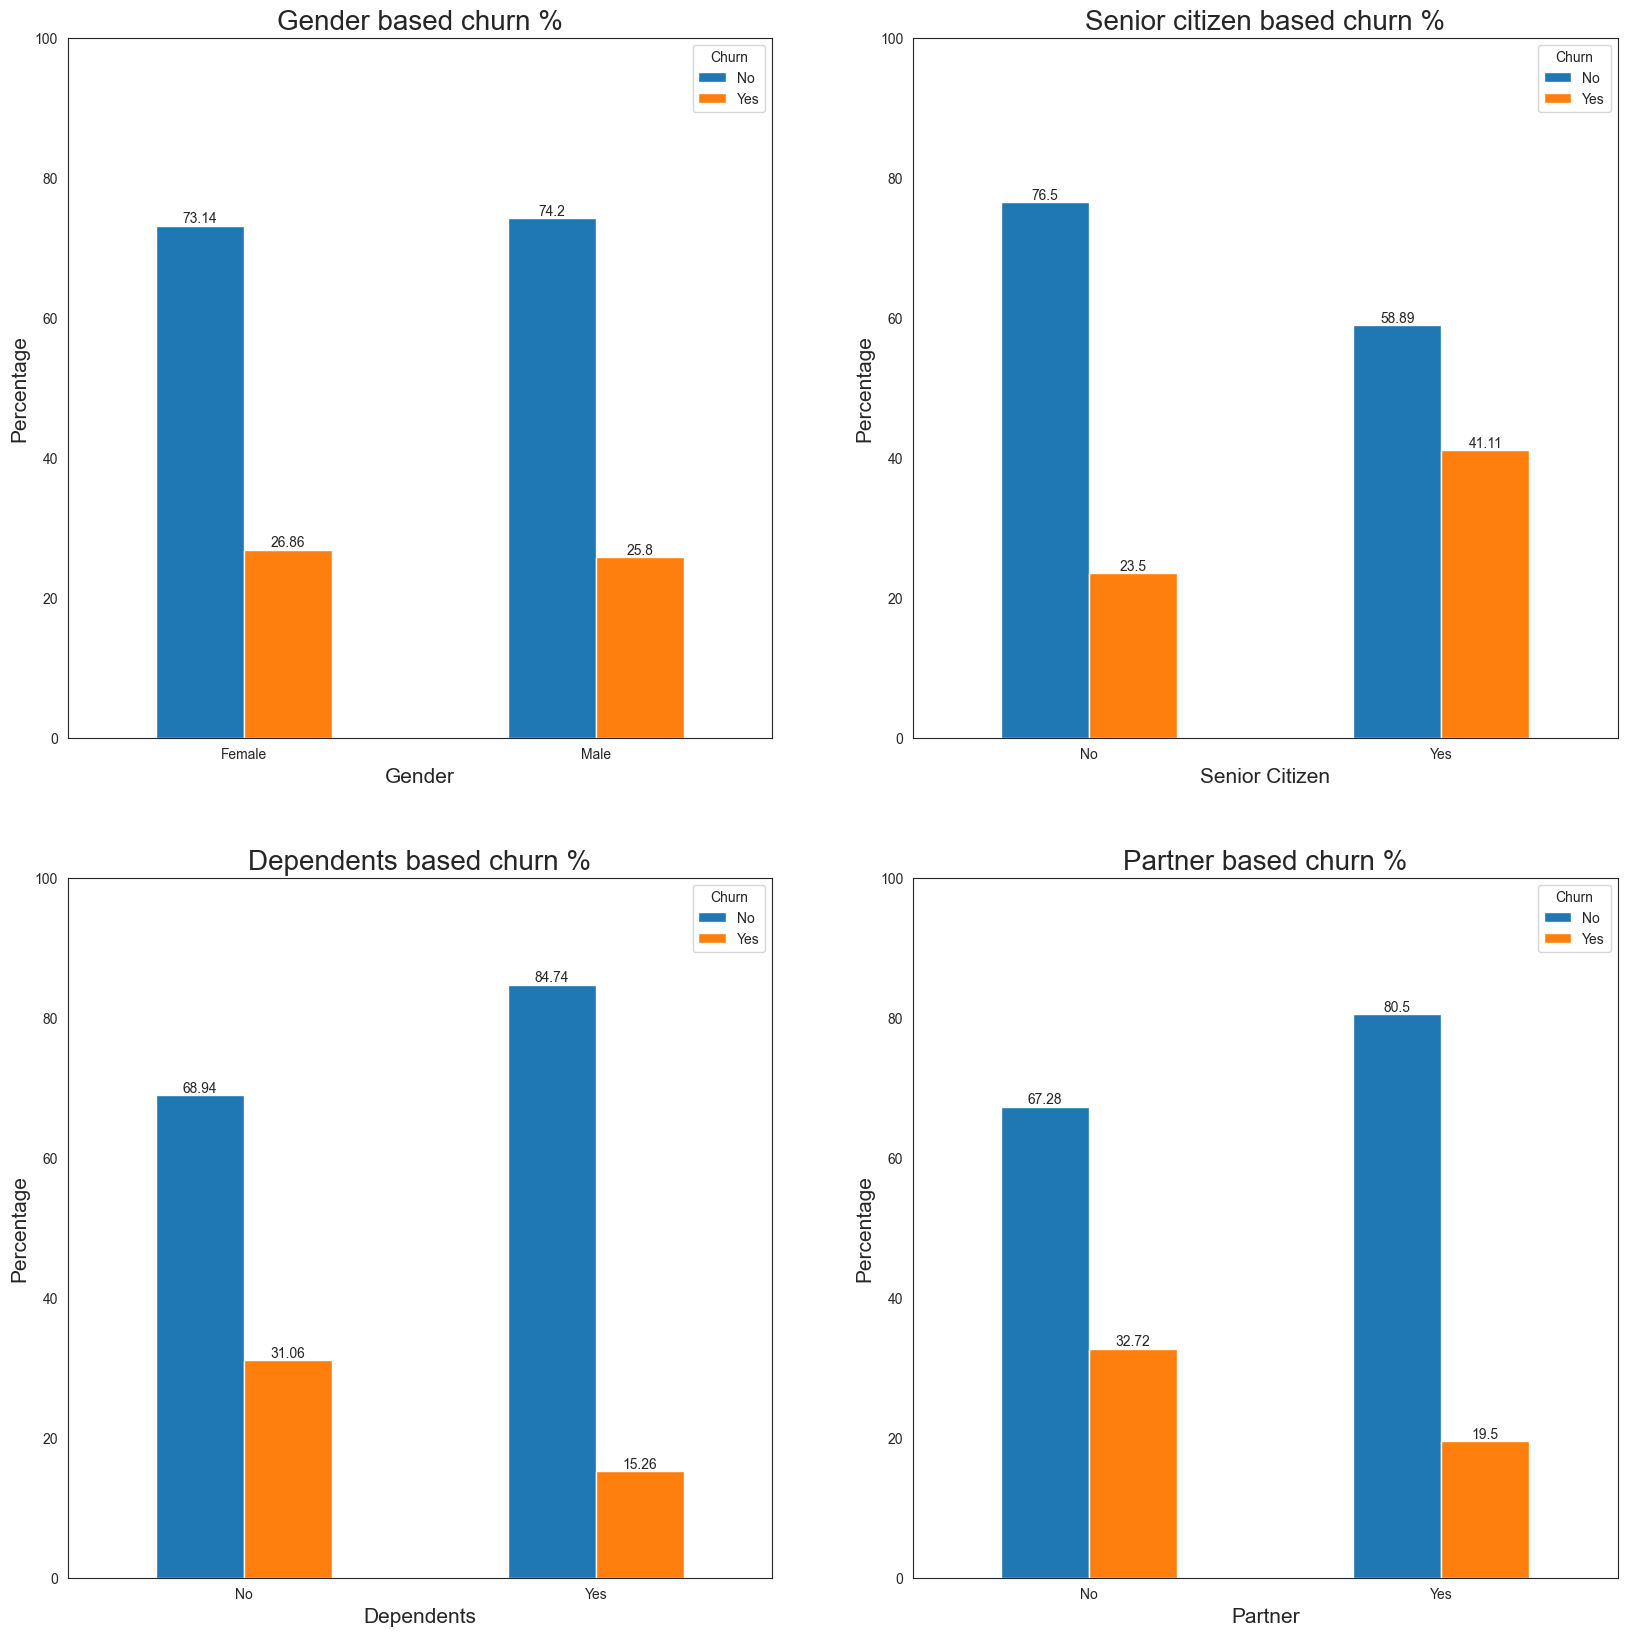 Gender based churn %
100
80
60
40
20
0
Percentage
Churn
No
Yes
73.14
26.86
74.2
25.8
Female
Male
Gender
Senior citizen based churn %
100
80
60
40
20
0
Percentage
Churn
No
Yes
76.5
23.5
58.89
41.11
No
Yes
Senior Citizen
Dependents based churn %
100
80
60
40
20
0
Percentage
Churn
No
Yes
68.94
31.06
84.74
15.26
No
Yes
Dependents
Partner based churn %
100
80
60
40
20
0
Percentage
Churn
No
Yes
67.28
32.72
80.5
19.5
No
Yes
Partner